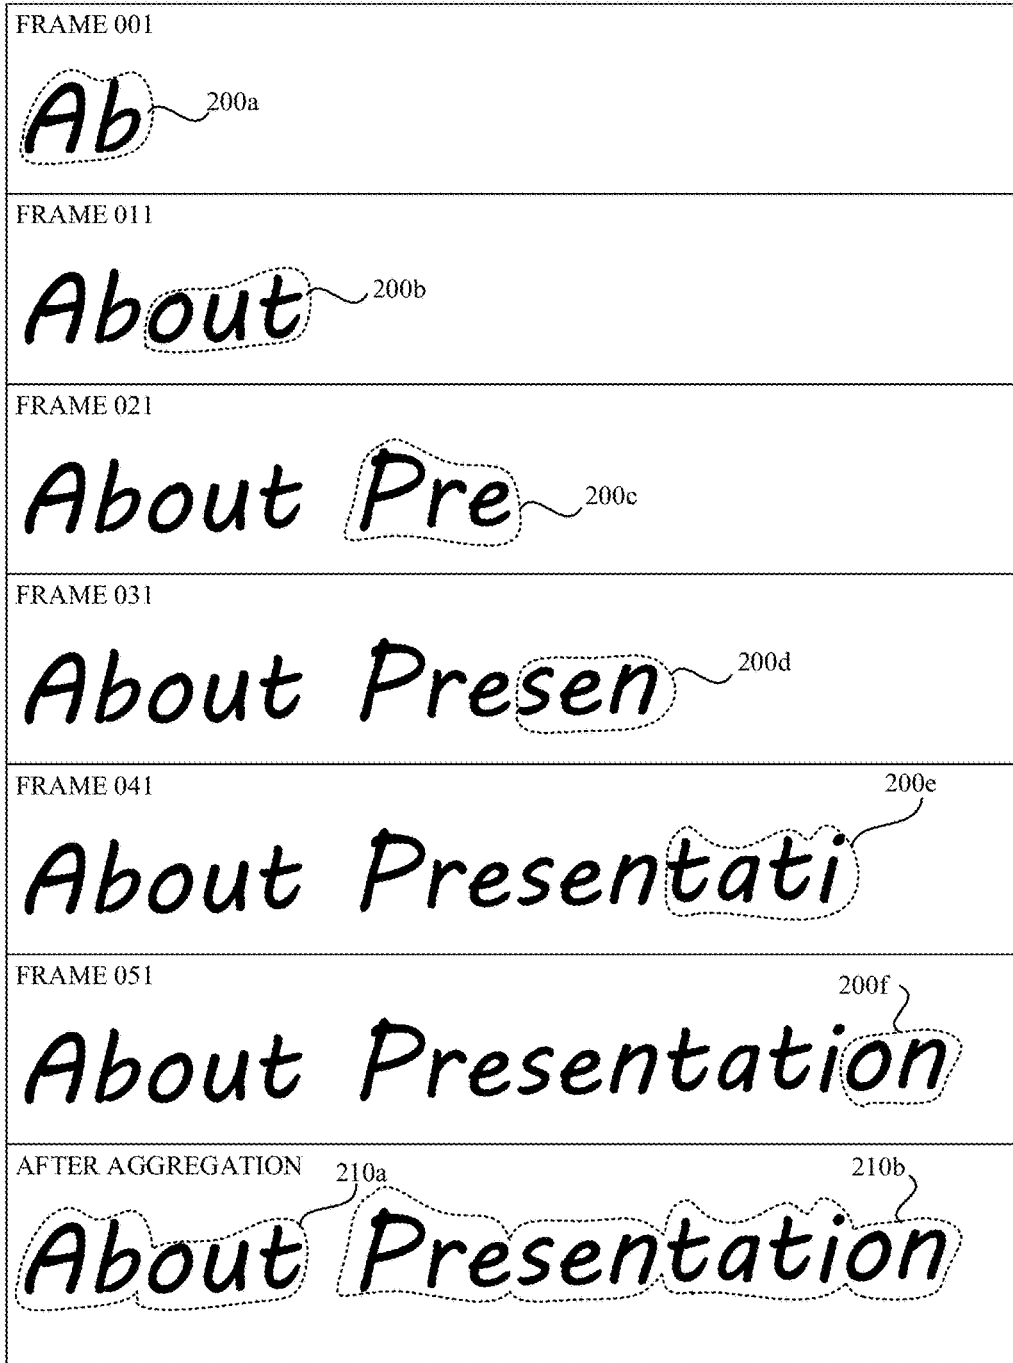 FRAME 001
Ab
200a
FRAME 011
About
200b
FRAME 021
About Pre
200c
FRAME 031
About Presen
200d
FRAME 041
200e
About Presentati
FRAME 051
200f
About Presentation
AFTER AGGREGATION
210a
210b
About Presentation